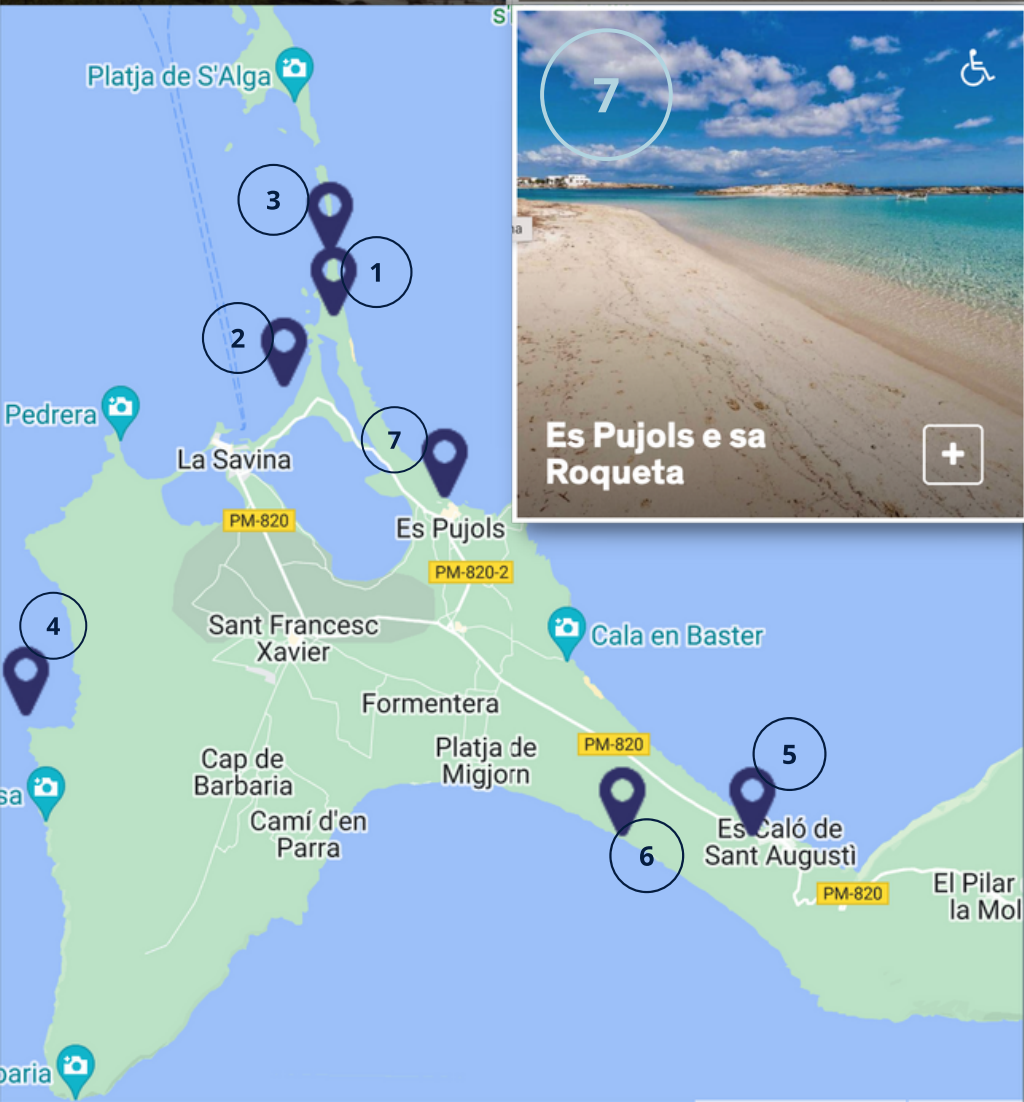 s'
Platja de S'Alga
7
3
1
2
Pedrera
7
La Savina
Es Pujols e sa
Roqueta
+
PM-820
Es Pujols
PM-820-2
Sant Francesc
Xavier
4
Cala en Baster
Formentera
PM-820
Platja de
Migjorn
5
Cap de
Barbaria
sa
Camí d'en
Parra
Es Caló de
Sant Augustì
6
El Pilar
la Mol
PM-820
baria